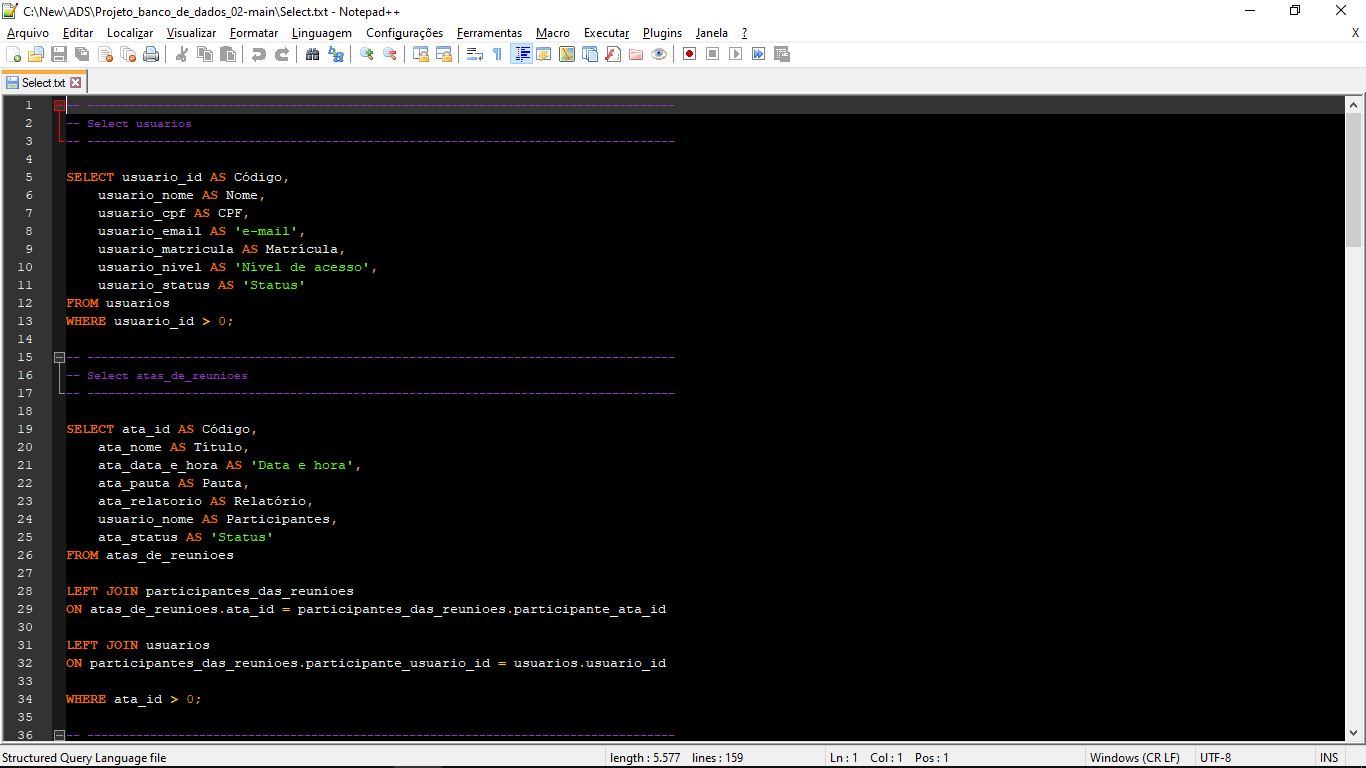 C:\New\ADS\Projeto_banco_de_dados_02-main\Select.txt - Notepad++
Arquivo Editar Localizar Visualizar Formatar Linguagem Configurações Ferramentas Macro Executar Plugins Janela ? X
Select.txt
1 -- ------------------------------------------------------------------------------------
2 -- Select usuarios
3 -- ------------------------------------------------------------------------------------
4
5 SELECT usuario_id AS Código,
6 usuario_nome AS Nome,
7 usuario_cpf AS CPF,
8 usuario_email AS 'e-mail',
9 usuario_matricula AS Matrícula,
10 usuario_nivel AS 'Nível de acesso',
11 usuario_status AS 'Status'
12 FROM usuarios
13 WHERE usuario_id > 0;
14
15 -- ------------------------------------------------------------------------------------
16 -- Select atas_de_reunioes
17 -- ------------------------------------------------------------------------------------
18
19 SELECT ata_id AS Código,
20 ata_nome AS Título,
21 ata_data_e_hora AS 'Data e hora',
22 ata_pauta AS Pauta,
23 ata_relatorio AS Relatório,
24 usuario_nome AS Participantes,
25 ata_status AS 'Status'
26 FROM atas_de_reunioes
27
28 LEFT JOIN participantes_das_reunioes
29 ON atas_de_reunioes.ata_id = participantes_das_reunioes.participante_ata_id
30
31 LEFT JOIN usuarios
32 ON participantes_das_reunioes.participante_usuario_id = usuarios.usuario_id
33
34 WHERE ata_id > 0;
35
36 -- ------------------------------------------------------------------------------------
Structured Query Language file length : 5.577 lines : 159 Ln : 1 Col : 1 Pos : 1 Windows (CR LF) UTF-8 INS